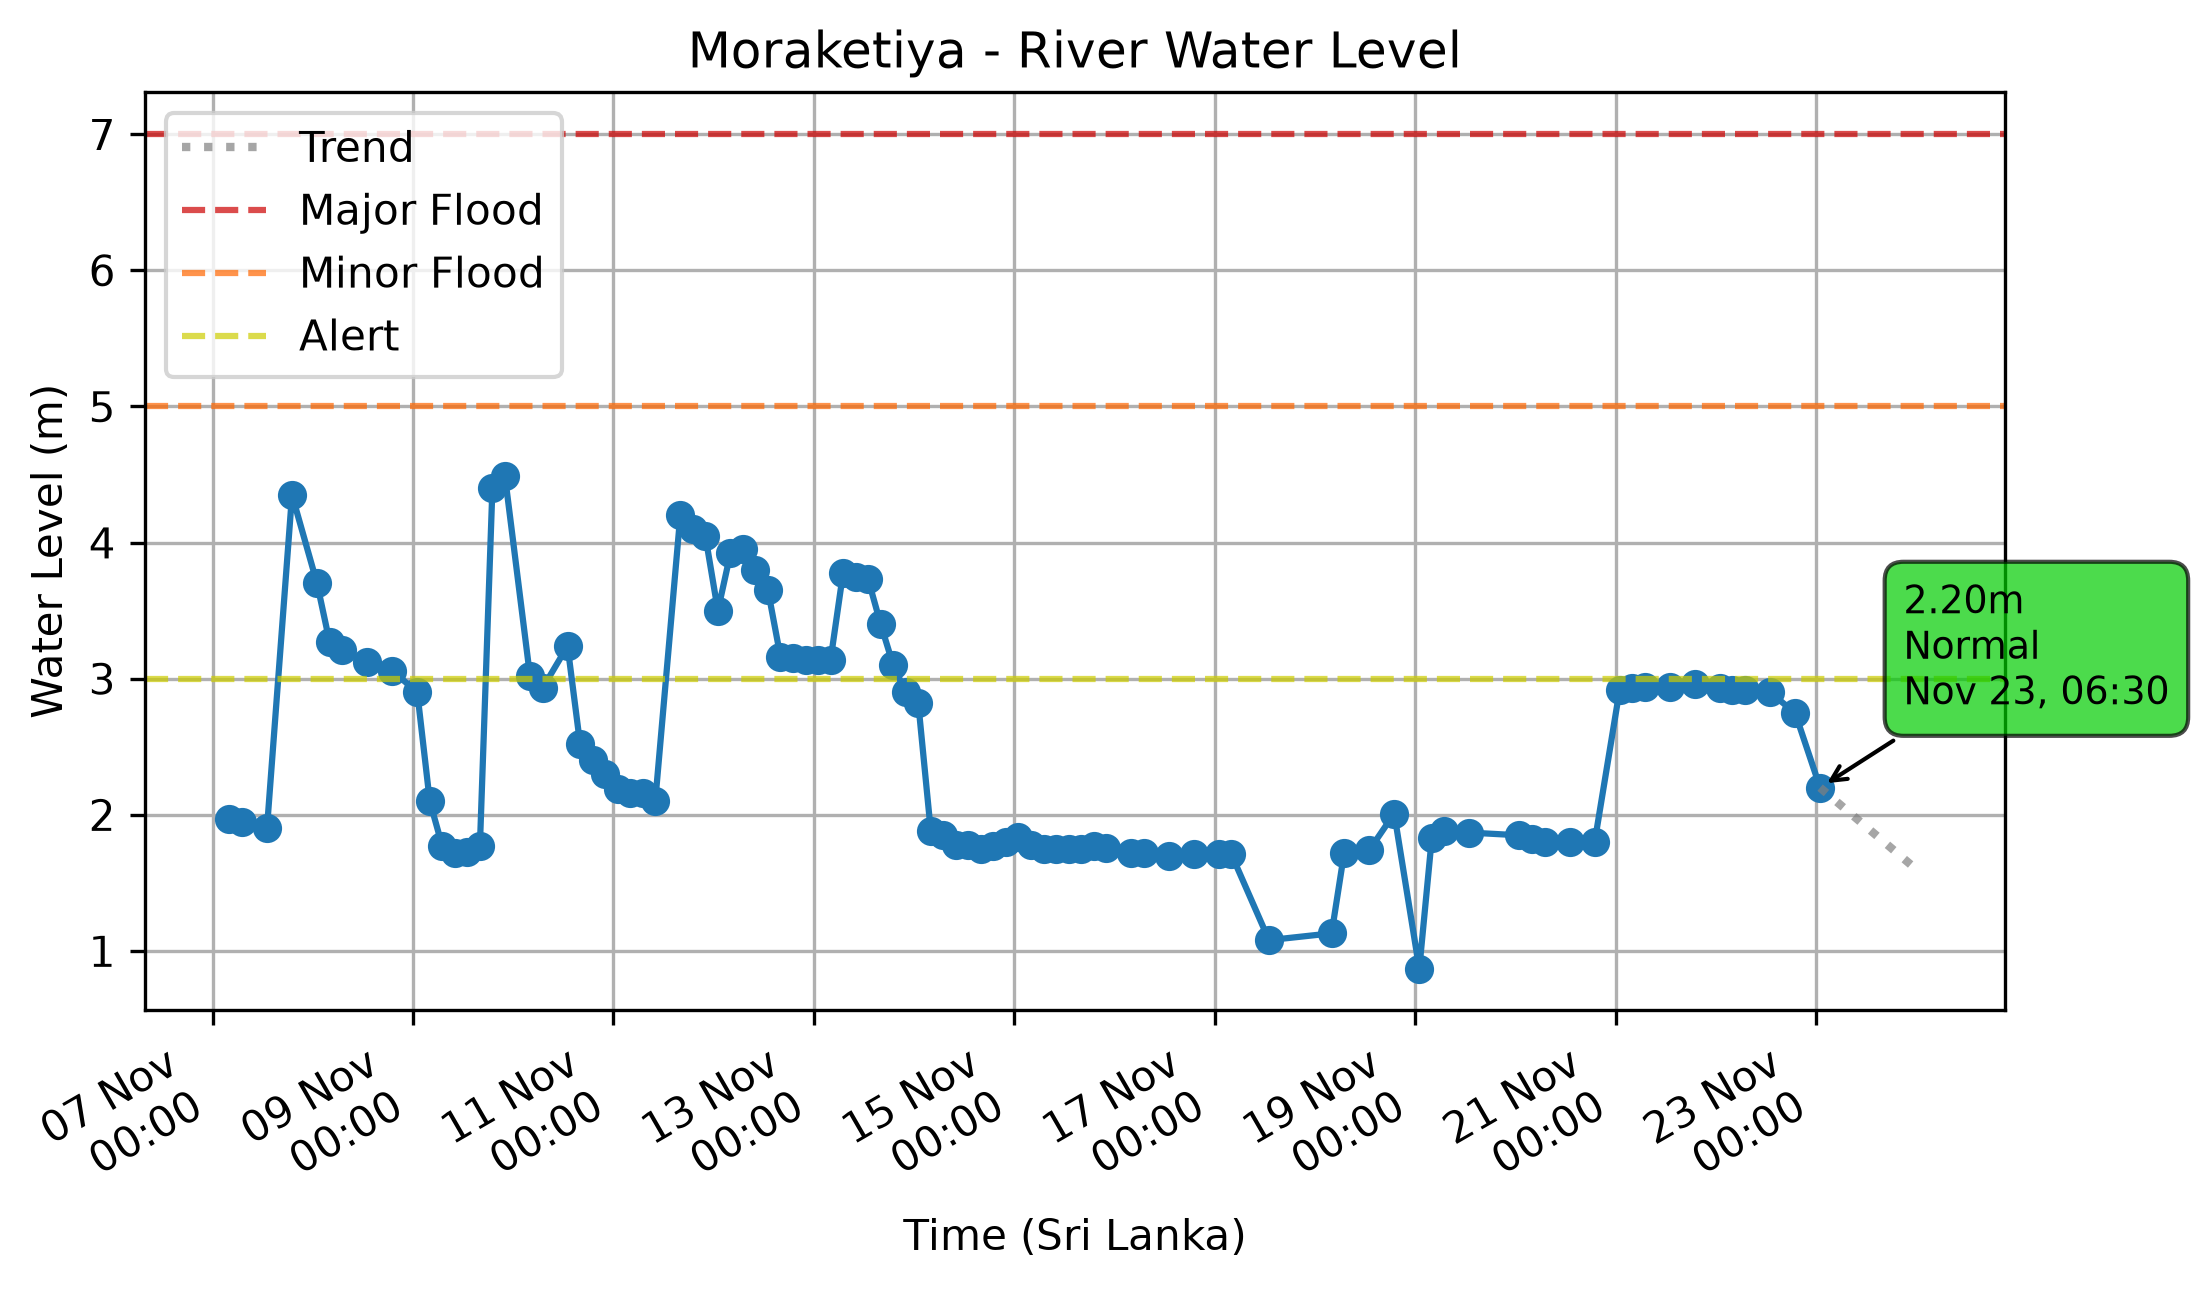 Moraketiya - River Water Level
Trend
Major Flood
Minor Flood
Alert
7
6
5
4
3
2
1
Water Level (m)
2.20m
Normal
Nov 23, 06:30
07 Nov
00:00
09 Nov
00:00
11 Nov
00:00
13 Nov
00:00
15 Nov
00:00
17 Nov
00:00
19 Nov
00:00
21 Nov
00:00
23 Nov
00:00
Time (Sri Lanka)